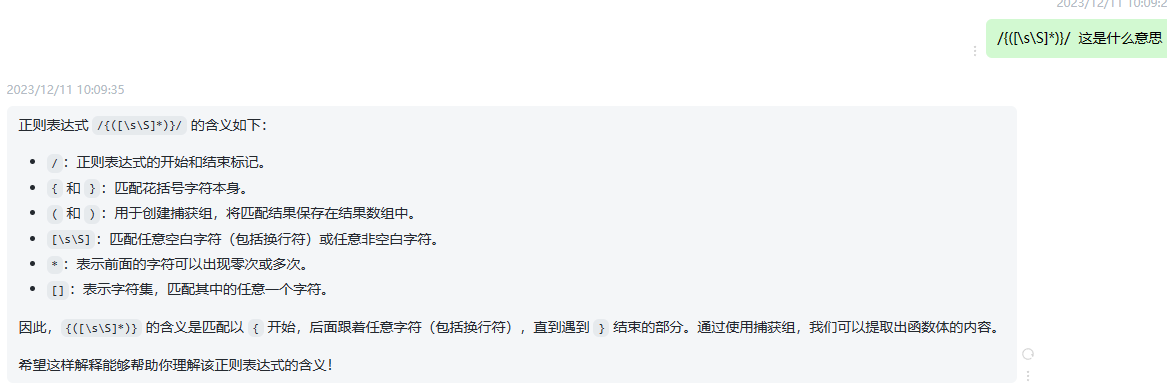 2023/12/11 10:09:2
/{([\s\S]*)}/ 这是什么意思
2023/12/11 10:09:35
正则表达式 /{([\s\S]*)}/ 的含义如下：
/ ：正则表达式的开始和结束标记。
{ 和 } ：匹配花括号字符本身。
( 和 ) ：用于创建捕获组，将匹配结果保存在结果数组中。
[\s\S] ：匹配任意空白字符（包括换行符）或任意非空白字符。
* ：表示前面的字符可以出现零次或多次。
[] ：表示字符集，匹配其中的任意一个字符。
因此， {([\s\S]*)} 的含义是匹配以 { 开始，后面跟着任意字符（包括换行符），直到遇到 } 结束的部分。通过使用捕获组，我们可以提取出函数体的内容。
希望这样解释能够帮助你理解该正则表达式的含义！